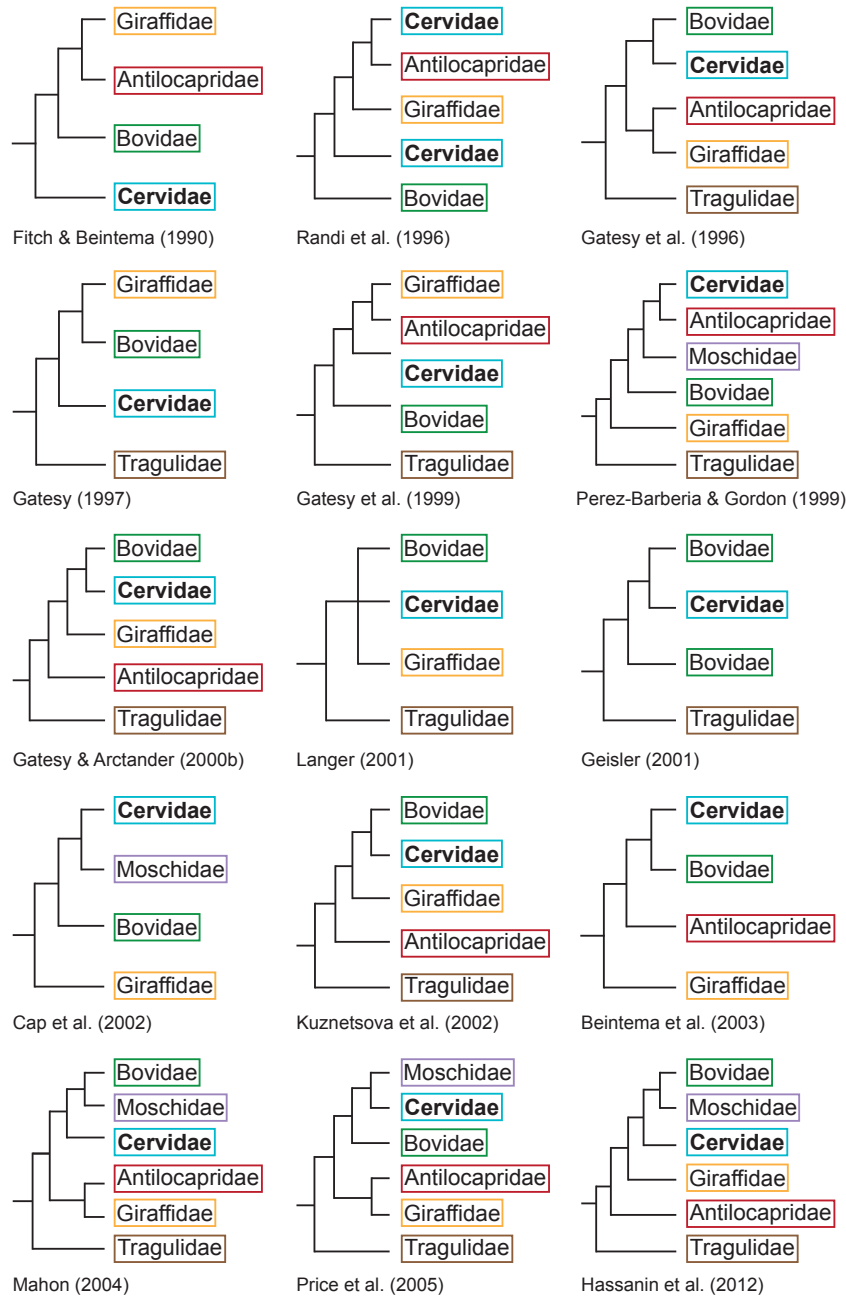 Giraffidae
Antilocapridae
Bovidae
Cervidae
Fitch & Beintema (1990)
Cervidae
Antilocapridae
Giraffidae
Cervidae
Bovidae
Randi et al. (1996)
Bovidae
Cervidae
Antilocapridae
Giraffidae
Tragulidae
Gatesy et al. (1996)
Giraffidae
Bovidae
Cervidae
Tragulidae
Gatesy (1997)
Giraffidae
Antilocapridae
Cervidae
Bovidae
Tragulidae
Gatesy et al. (1999)
Cervidae
Antilocapridae
Moschidae
Bovidae
Giraffidae
Tragulidae
Perez-Barberia & Gordon (1999)
Bovidae
Cervidae
Giraffidae
Antilocapridae
Tragulidae
Gatesy & Arctander (2000b)
Bovidae
Cervidae
Giraffidae
Tragulidae
Langer (2001)
Bovidae
Cervidae
Bovidae
Tragulidae
Geisler (2001)
Cervidae
Moschidae
Bovidae
Giraffidae
Cap et al. (2002)
Bovidae
Cervidae
Giraffidae
Antilocapridae
Tragulidae
Kuznetsova et al. (2002)
Cervidae
Bovidae
Antilocapridae
Giraffidae
Beintema et al. (2003)
Bovidae
Moschidae
Cervidae
Antilocapridae
Giraffidae
Tragulidae
Mahon (2004)
Moschidae
Cervidae
Bovidae
Antilocapridae
Giraffidae
Tragulidae
Price et al. (2005)
Bovidae
Moschidae
Cervidae
Giraffidae
Antilocapridae
Tragulidae
Hassanin et al. (2012)